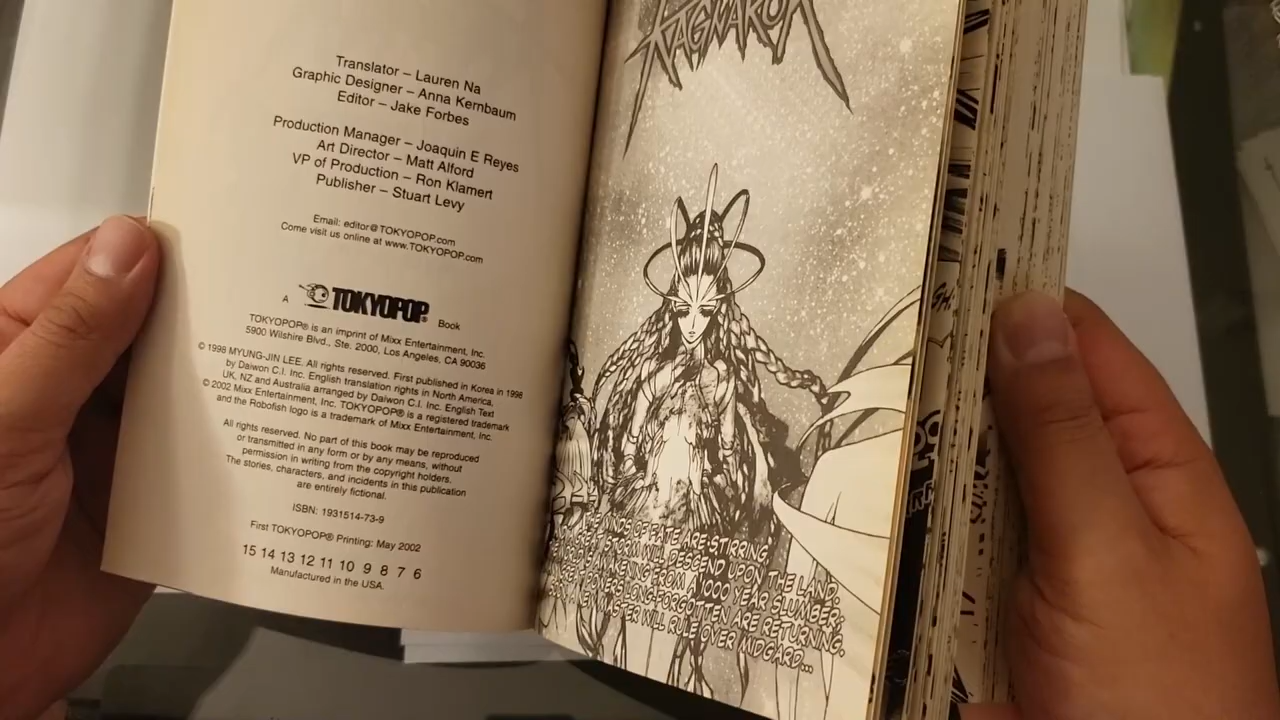 Translator – Lauren Na
Graphic Designer – Anna Kernbaum
Editor – Jake Forbes
Production Manager – Joaquin E Reyes
Art Director – Matt Alford
VP of Production – Ron Klamert
Publisher – Stuart Levy
Email: editor@TOKYOPOP.com
Come visit us online at www.TOKYOPOP.com
A TOKYOPOP® Book
TOKYOPOP® is an imprint of Mixx Entertainment, Inc.
5900 Wilshire Blvd., Ste. 2000, Los Angeles, CA 90036
© 1998 MYUNG-JIN LEE. All rights reserved. First published in Korea in 1998
by Daiwon C.I. Inc. English translation rights in North America,
UK, NZ and Australia arranged by Daiwon C.I. Inc. English Text
© 2002 Mixx Entertainment, Inc. TOKYOPOP® is a registered trademark
and the Robofish logo is a trademark of Mixx Entertainment, Inc.
All rights reserved. No part of this book may be reproduced
or transmitted in any form or by any means, without
permission in writing from the copyright holders.
The stories, characters, and incidents in this publication
are entirely fictional.
ISBN: 1931514-73-9
First TOKYOPOP® Printing: May 2002
15 14 13 12 11 10 9 8 7 6
Manufactured in the USA.
RAGNAROK
THE WINDS OF FATE ARE STIRRING.
A GREAT STORM WILL DESCEND UPON THE LAND.
AWAKENING FROM A 1000 YEAR SLUMBER,
POWERS LONG-FORGOTTEN ARE RETURNING.
MASTER WILL RULE OVER MIDGARD...